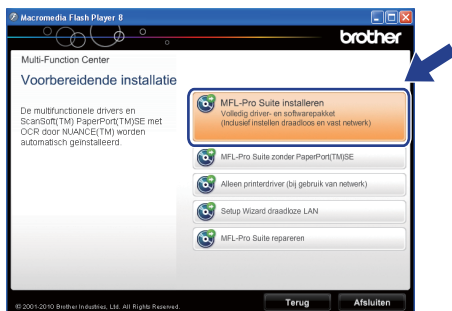 Macromedia Flash Player 8
brother
Multi-Function Center
Voorbereidende installatie
De multifunctionele drivers en
ScanSoft(TM) PaperPort(TM)SE met
OCR door NUANCE(TM) worden
automatisch geïnstalleerd.
MFL-Pro Suite installeren
Volledig driver- en softwarepakket
(Inclusief instellen draadloos en vast netwerk)
MFL-Pro Suite zonder PaperPort(TM)SE
Alleen printerdriver (bij gebruik van netwerk)
Setup Wizard draadloze LAN
MFL-Pro Suite repareren
© 2001-2010 Brother Industries, Ltd. All Rights Reserved.
Terug
Afsluiten